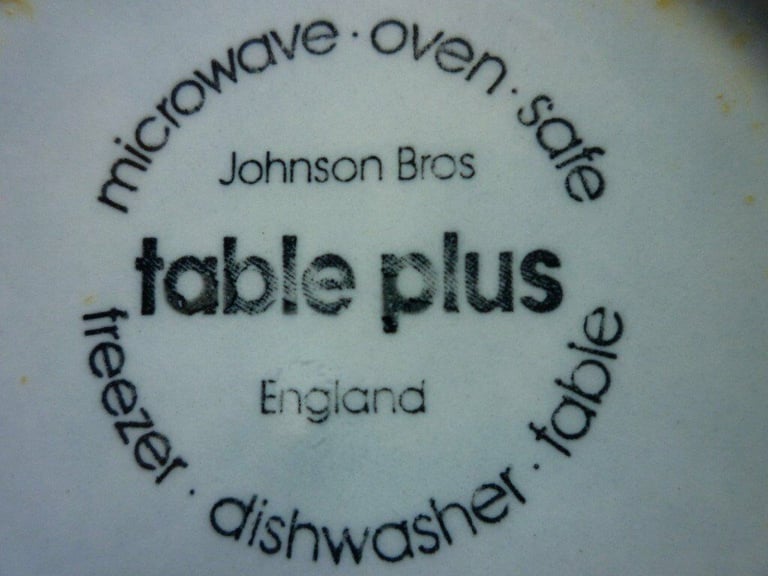 microwave · oven · safe
Johnson Bros
table plus
England
freezer · dishwasher · table